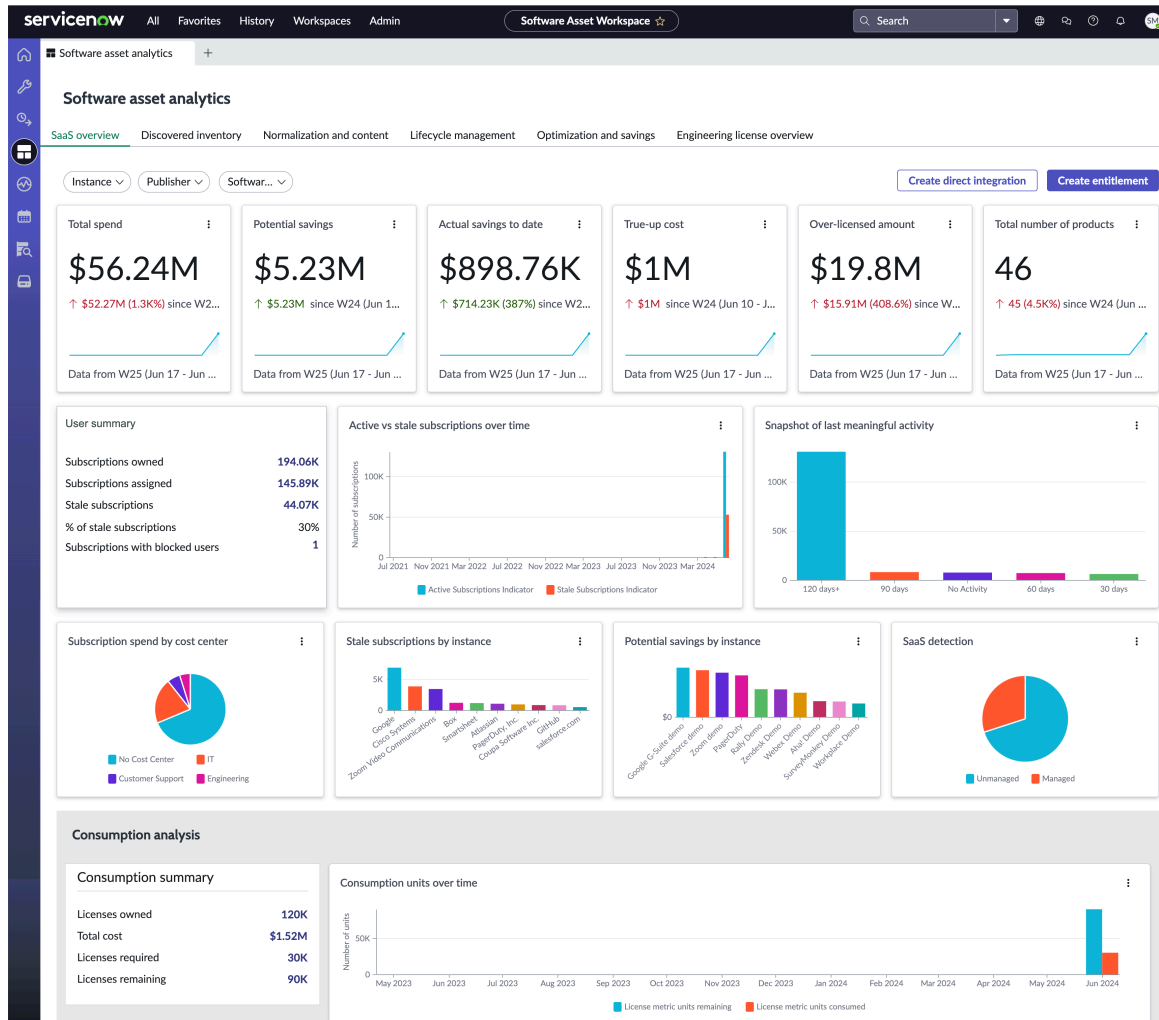 servicenow All Favorites History Workspaces Admin Software Asset Workspace Search SM
Software asset analytics
Software asset analytics
SaaS overview Discovered inventory Normalization and content Lifecycle management Optimization and savings Engineering license overview
Instance Publisher Softwar... Create direct integration Create entitlement
Total spend
$56.24M
↑ $52.27M (1.3K%) since W2...
Data from W25 (Jun 17 - Jun ...
Potential savings
$5.23M
↑ $5.23M since W24 (Jun 1...
Data from W25 (Jun 17 - Jun ...
Actual savings to date
$898.76K
↑ $714.23K (387%) since W2...
Data from W25 (Jun 17 - Jun ...
True-up cost
$1M
↑ $1M since W24 (Jun 10 - J...
Data from W25 (Jun 17 - Jun ...
Over-licensed amount
$19.8M
↑ $15.91M (408.6%) since W...
Data from W25 (Jun 17 - Jun ...
Total number of products
46
↑ 45 (4.5K%) since W24 (Jun ...
Data from W25 (Jun 17 - Jun ...
User summary
Subscriptions owned 194.06K
Subscriptions assigned 145.89K
Stale subscriptions 44.07K
% of stale subscriptions 30%
Subscriptions with blocked users 1
Active vs stale subscriptions over time
Number of subscriptions
100K
50K
0
Jul 2021 Nov 2021 Mar 2022 Jul 2022 Nov 2022 Mar 2023 Jul 2023 Nov 2023 Mar 2024
Active Subscriptions Indicator Stale Subscriptions Indicator
Snapshot of last meaningful activity
100K
50K
0
120 days+ 90 days No Activity 60 days 30 days
Subscription spend by cost center
No Cost Center IT
Customer Support Engineering
Stale subscriptions by instance
5K
0
Google
Cisco Systems
Zoom Video Communications
Box
Smartsheet
Atlassian
PagerDuty, Inc.
Coupa Software Inc.
GitHub
salesforce.com
Potential savings by instance
$0
Google G-Suite demo
Salesforce demo
Zoom demo
PagerDuty
Rally Demo
Zendesk Demo
Webex Demo
Aha! Demo
SurveyMonkey Demo
Workplace Demo
SaaS detection
Unmanaged Managed
Consumption analysis
Consumption summary
Licenses owned 120K
Total cost $1.52M
Licenses required 30K
Licenses remaining 90K
Consumption units over time
Number of units
50K
0
May 2023 Jun 2023 Jul 2023 Aug 2023 Sep 2023 Oct 2023 Nov 2023 Dec 2023 Jan 2024 Feb 2024 Mar 2024 Apr 2024 May 2024 Jun 2024
License metric units remaining License metric units consumed